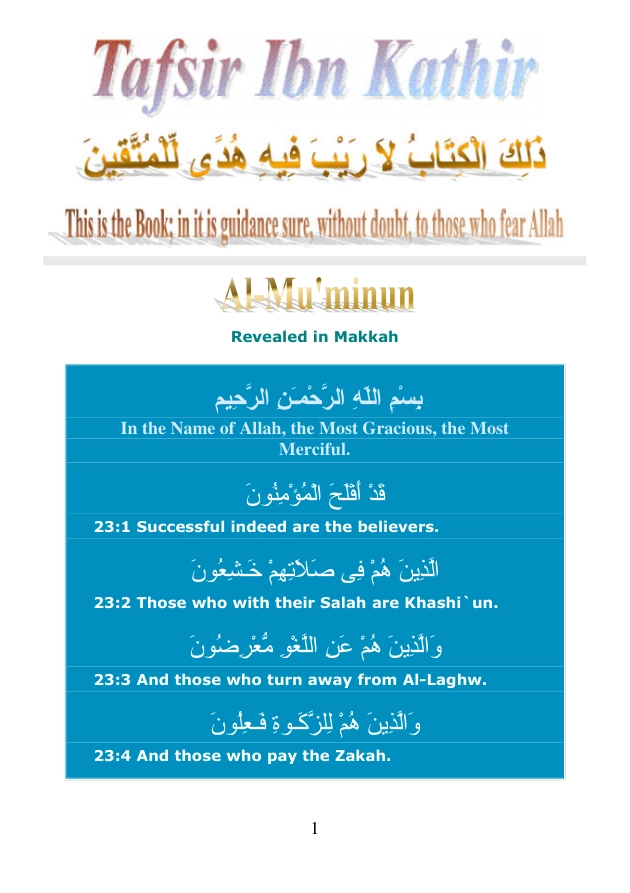 Tafsir Ibn Kathir
ذَلِكَ الْكِتَابُ لاَ رَيْبَ فِيهِ هُدًى لِّلْمُتَّقِينَ
This is the Book; in it is guidance sure, without doubt, to those who fear Allah
Al-Mu'minun
Revealed in Makkah
بِسْمِ اللَّهِ الرَّحْمَـنِ الرَّحِيمِ
In the Name of Allah, the Most Gracious, the Most
Merciful.
قَدْ أَفْلَحَ الْمُؤْمِنُونَ
23:1 Successful indeed are the believers.
الَّذِينَ هُمْ فِى صَلاَتِهِمْ خَـشِعُونَ
23:2 Those who with their Salah are Khashi`un.
وَالَّذِينَ هُمْ عَنِ اللَّغْوِ مُّعْرِضُونَ
23:3 And those who turn away from Al-Laghw.
وَالَّذِينَ هُمْ لِلزَّكَـوةِ فَـعِلُونَ
23:4 And those who pay the Zakah.
1